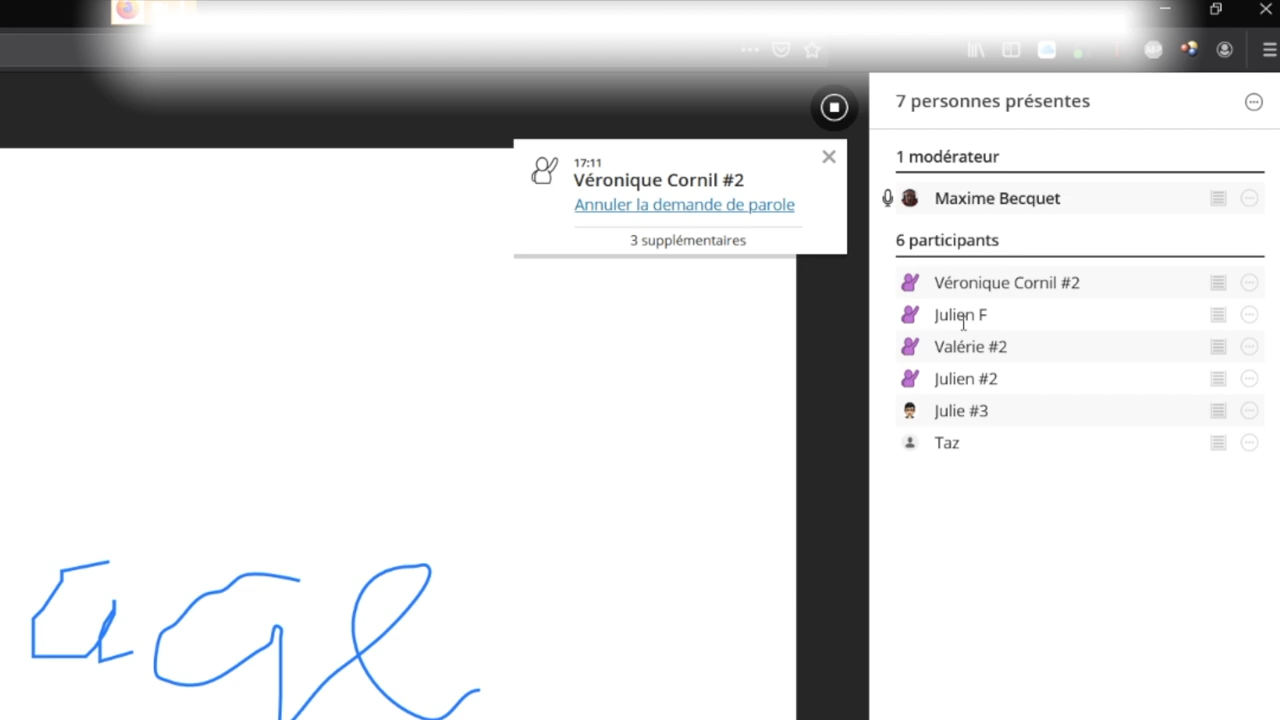 7 personnes présentes
17:11
Véronique Cornil #2
Annuler la demande de parole
3 supplémentaires
1 modérateur
Maxime Becquet
6 participants
Véronique Cornil #2
Julien F
Valérie #2
Julien #2
Julie #3
Taz
age